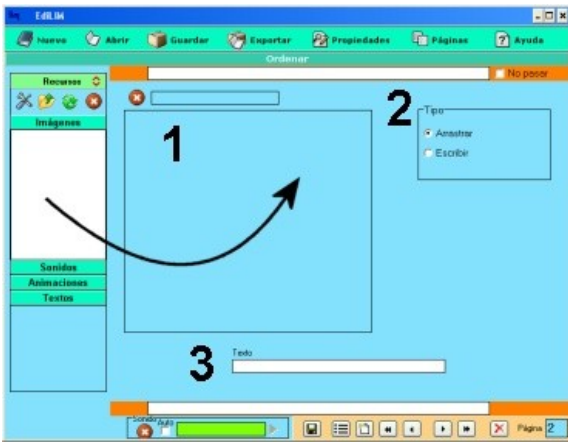 EdiLIM
Nuevo Abrir Guardar Exportar Propiedades Páginas Ayuda
Ordenar
Recursos
No pasar
Imágenes
1
2
Tipo
Arrastrar
Escribir
Sonidos
Animaciones
Textos
3
Texto
Sonido Auto
Página 2